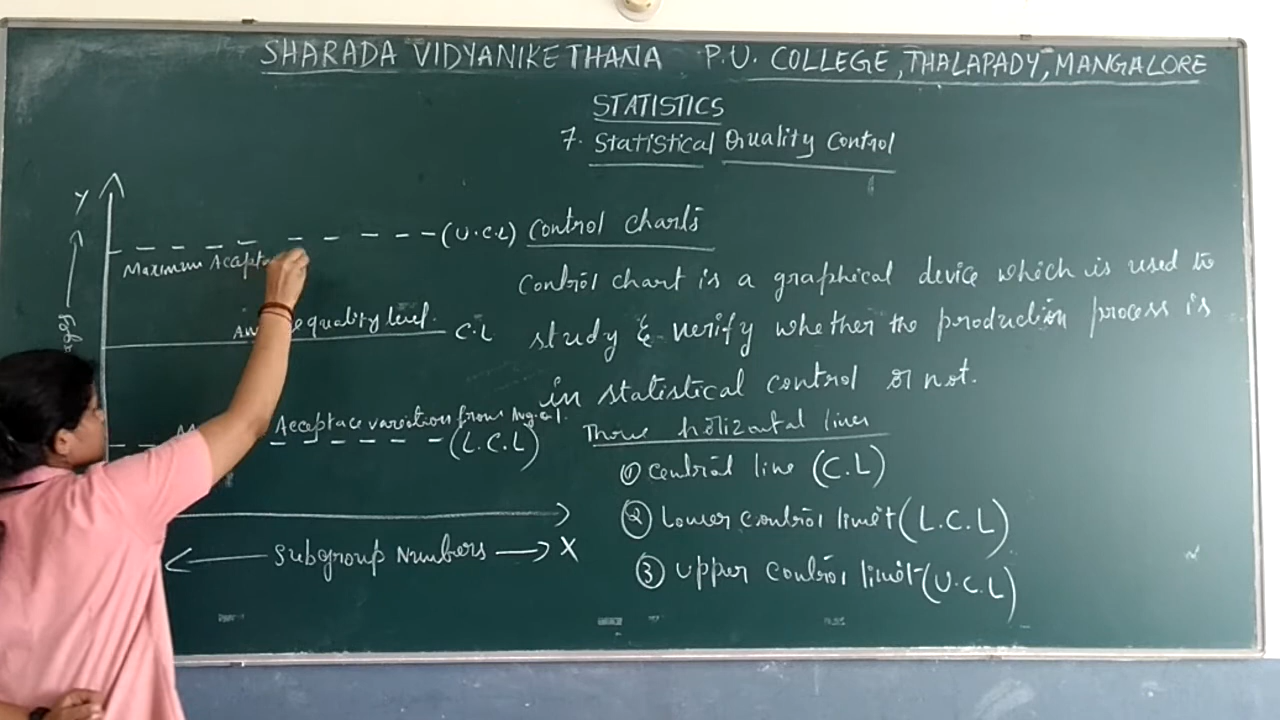 SHARADA VIDYANIKETHANA P.U. COLLEGE, THALAPADY, MANGALORE
STATISTICS
7. Statistical Quality Control
Y
(U.C.L)
Maximum
C.L
quality level.
Acceptace variation from Avg.
(L.C.L)
Subgroup Numbers
X
Control Charts
Control chart is a graphical device which is used to
study & verify whether the production process is
in statistical control or not.
Three horizontal lines
① Central line (C.L)
② Lower control limit (L.C.L)
③ Upper control limit (U.C.L)